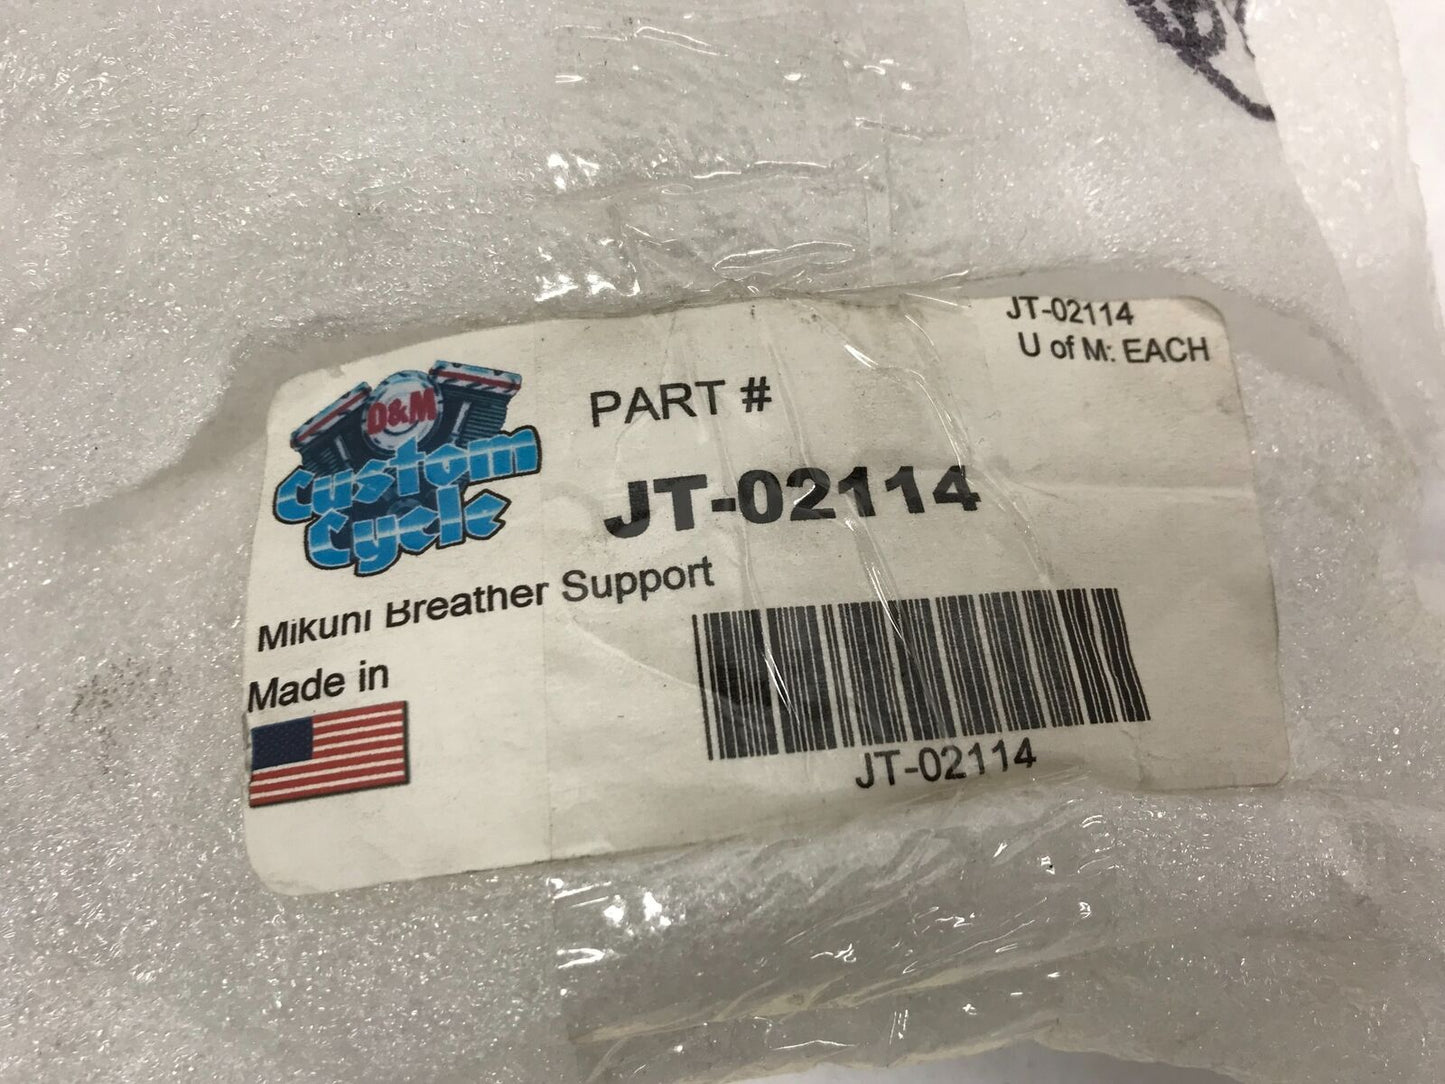 JT-02114
U of M: EACH
D&M
Custom
Cycle
PART #
JT-02114
Mikuni Breather Support
Made in
JT-02114